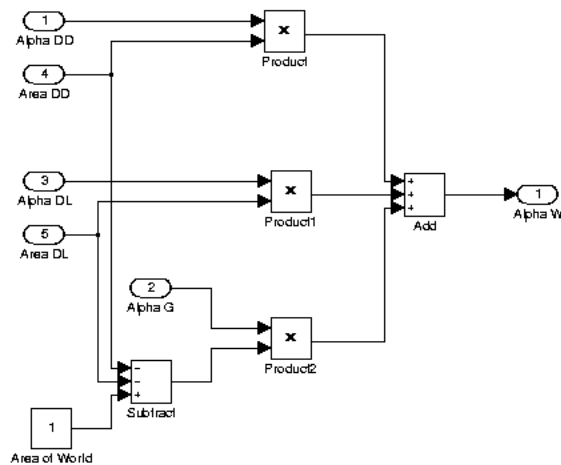 1
Alpha DD
4
Area DD
x
Product
3
Alpha DL
5
Area DL
x
Product1
+
+
+
Add
1
Alpha W
2
Alpha G
x
Product2
-
-
+
Subtract
1
Area of World